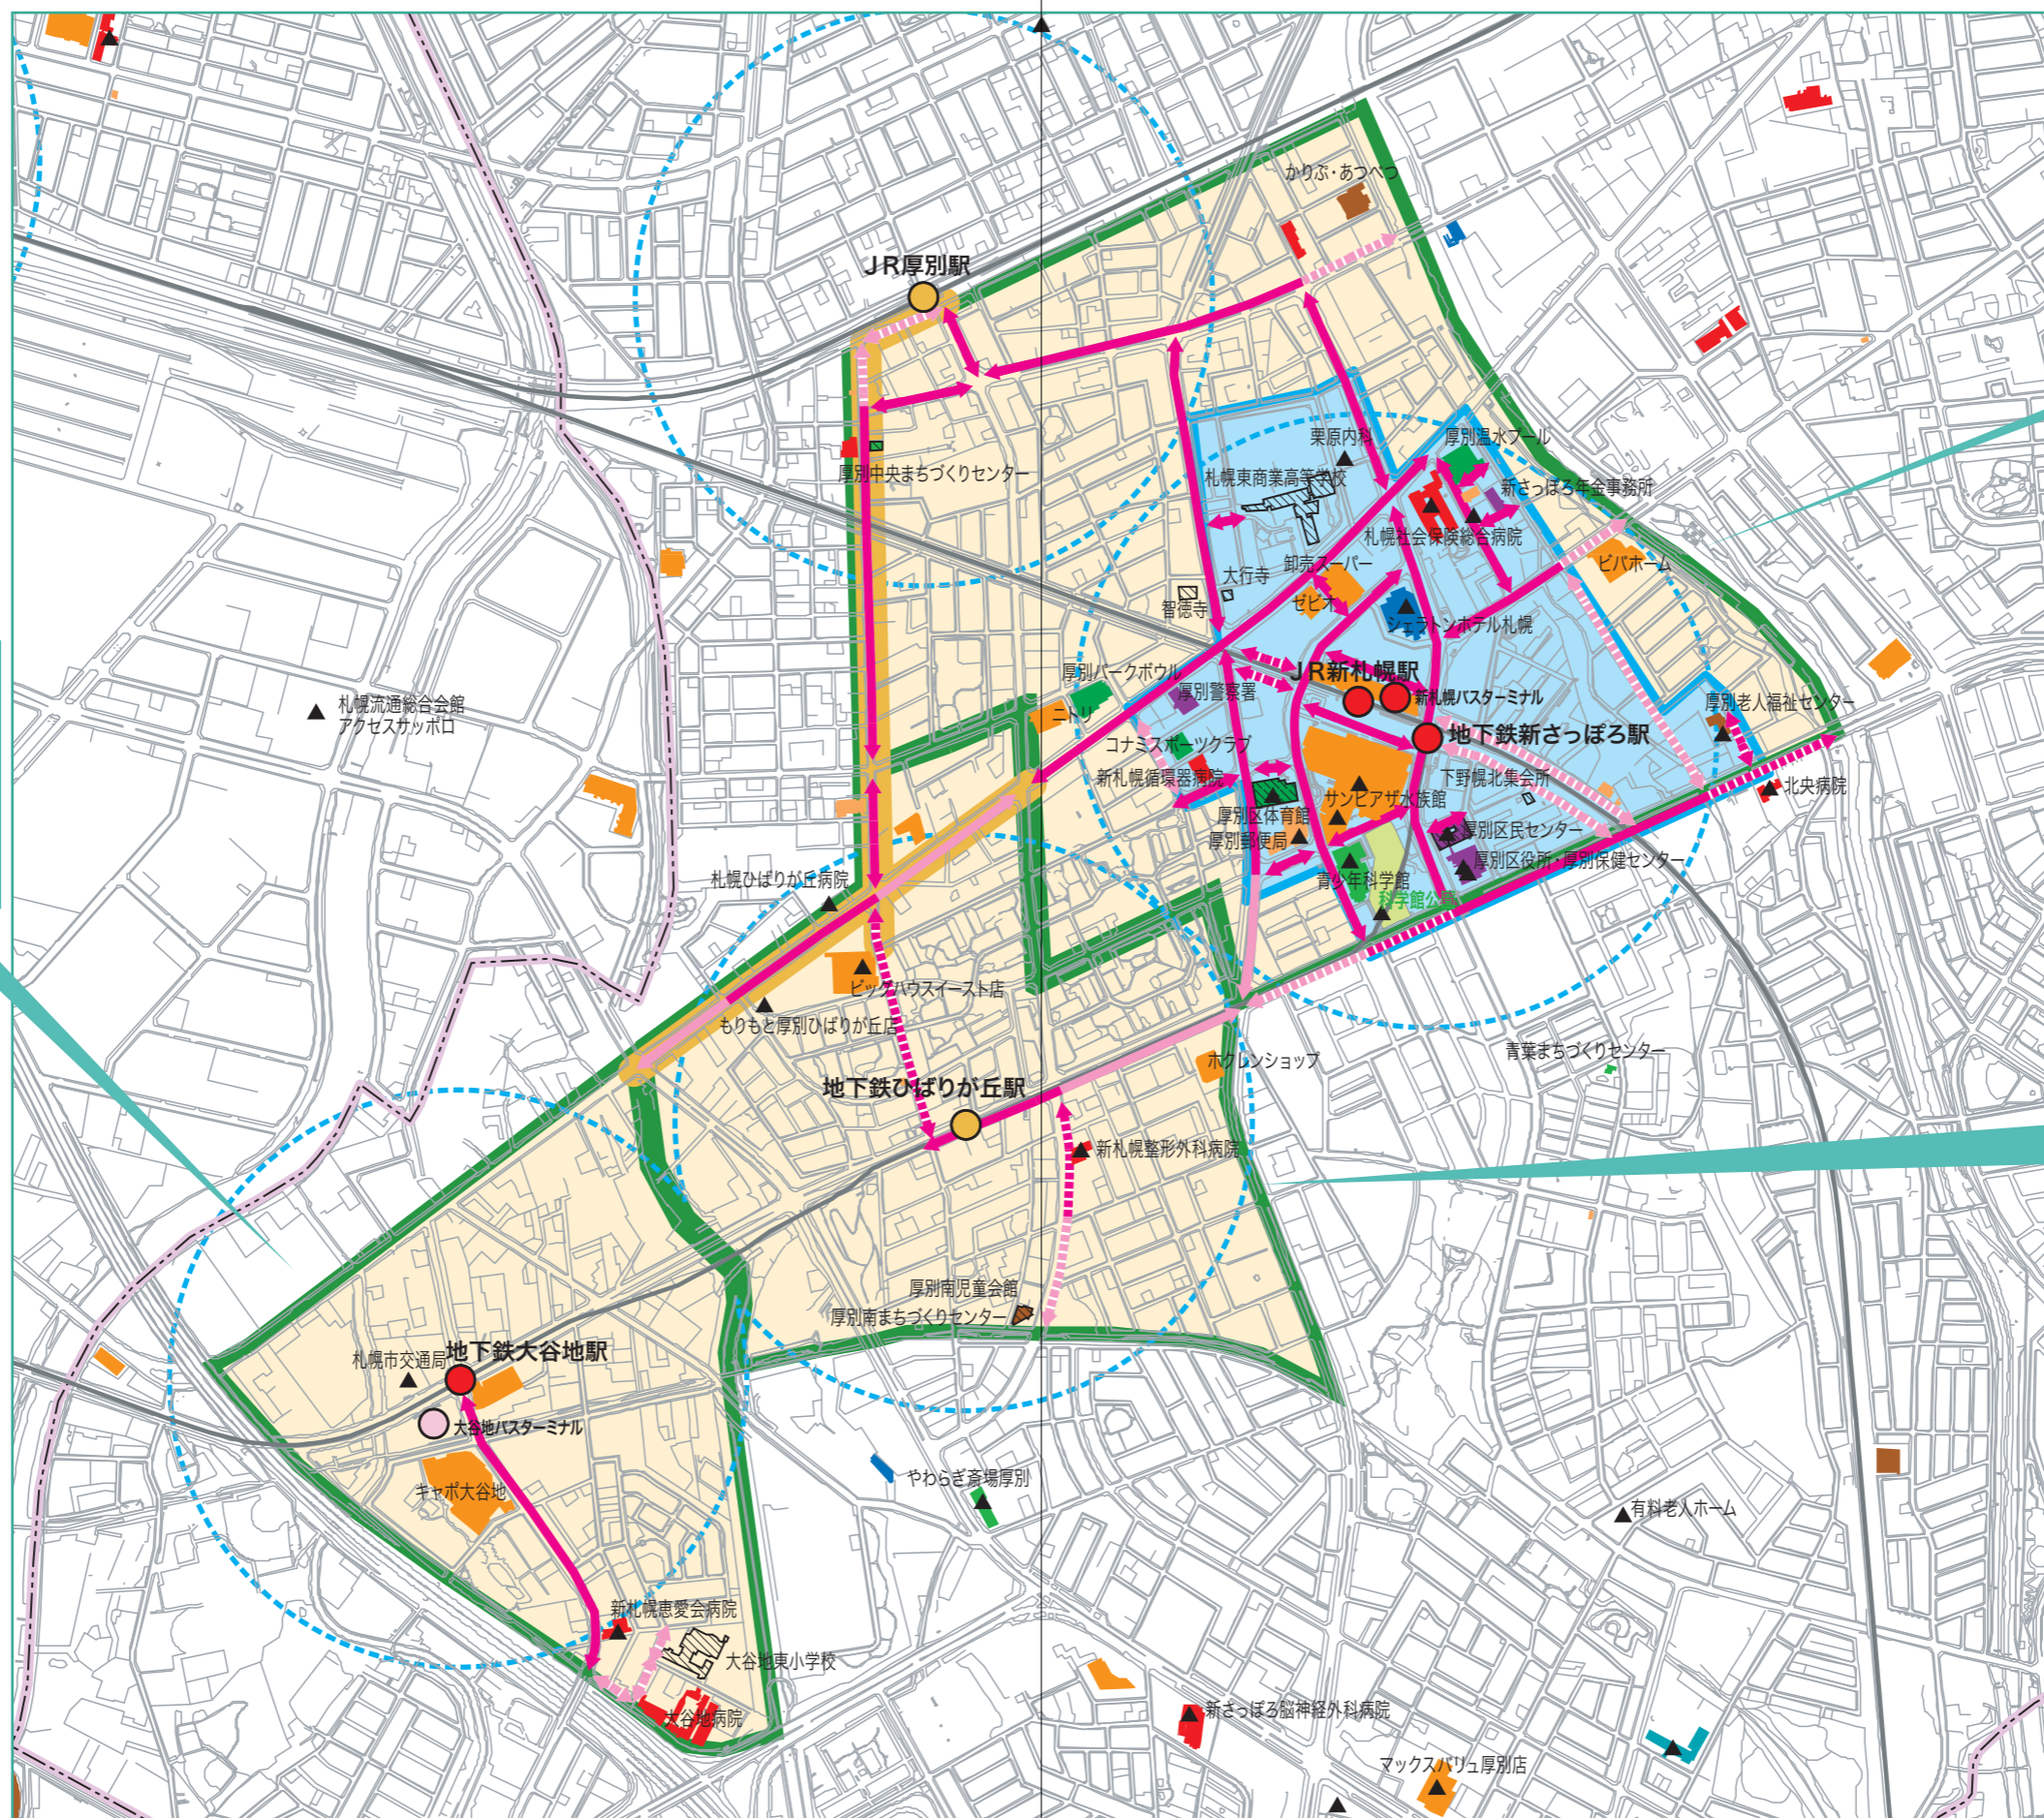 かりぷ・あつべつ
JR厚別駅
栗原内科
厚別温水プール
厚別中央まちづくりセンター
札幌東商業高等学校
新さっぽろ年金事務所
札幌社会保険総合病院
卸売スーパー
ビバホーム
大行寺
智徳寺
ゼビオ
シェラトンホテル札幌
厚別パークボウル
JR新札幌駅
厚別警察署
新札幌バスターミナル
札幌流通総合会館
アクセスサッポロ
厚別老人福祉センター
ニトリ
地下鉄新さっぽろ駅
コナミスポーツクラブ
新札幌循環器病院
下野幌北集会所
北央病院
サンピアザ水族館
厚別区体育館
厚別区民センター
厚別郵便局
厚別区役所・厚別保健センター
札幌ひばりが丘病院
青少年科学館
科学館公園
ビッグハウスイースト店
もりもと厚別ひばりが丘店
青葉まちづくりセンター
ホクレンショップ
地下鉄ひばりが丘駅
新札幌整形外科病院
厚別南児童会館
厚別南まちづくりセンター
札幌市交通局
地下鉄大谷地駅
大谷地バスターミナル
キャポ大谷地
やわらぎ斎場厚別
有料老人ホーム
新札幌恵愛会病院
大谷地東小学校
大谷地病院
新さっぽろ脳神経外科病院
マックスバリュ厚別店